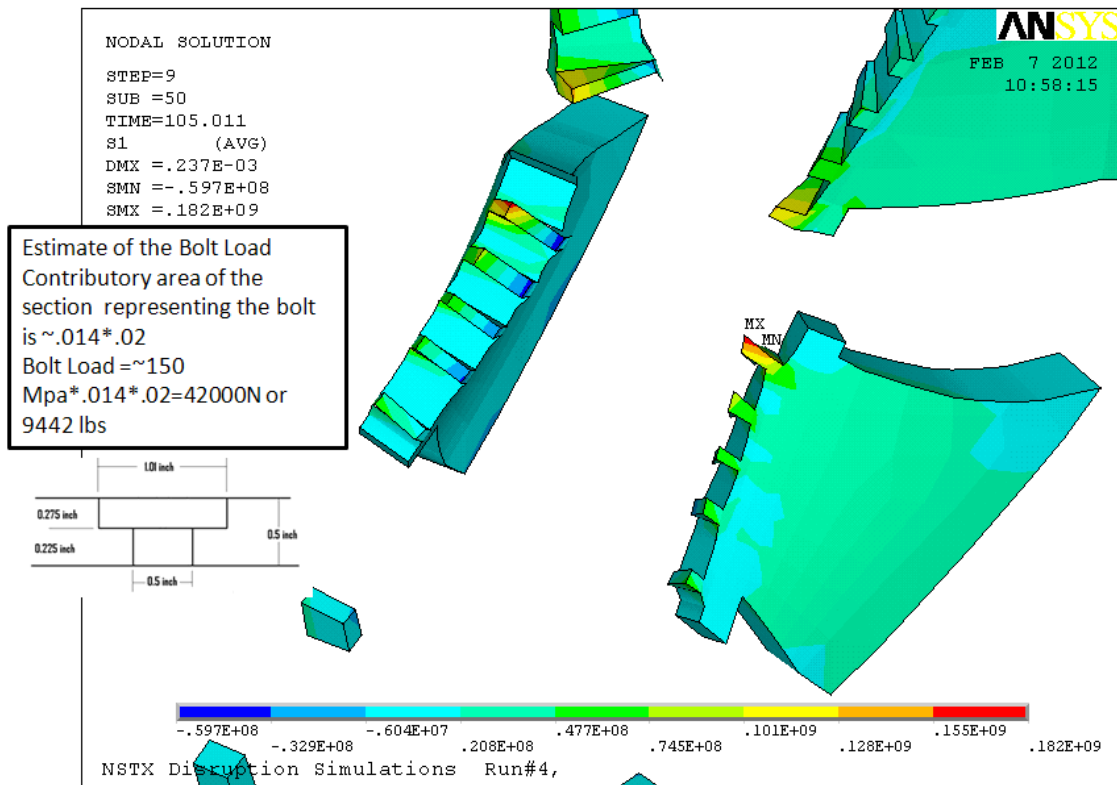 NODAL SOLUTION
STEP=9
SUB =50
TIME=105.011
S1 (AVG)
DMX =.237E-03
SMN =-.597E+08
SMX =.182E+09
ANSYS
FEB 7 2012
10:58:15
Estimate of the Bolt Load
Contributory area of the
section representing the bolt
is ~.014*.02
Bolt Load =~150
Mpa*.014*.02=42000N or
9442 lbs
MX
MN
1.01 inch
0.275 inch
0.225 inch
0.5 inch
0.5 inch
-.597E+08
-.329E+08
-.604E+07
.208E+08
.477E+08
.745E+08
.101E+09
.128E+09
.155E+09
.182E+09
NSTX Disruption Simulations Run#4,